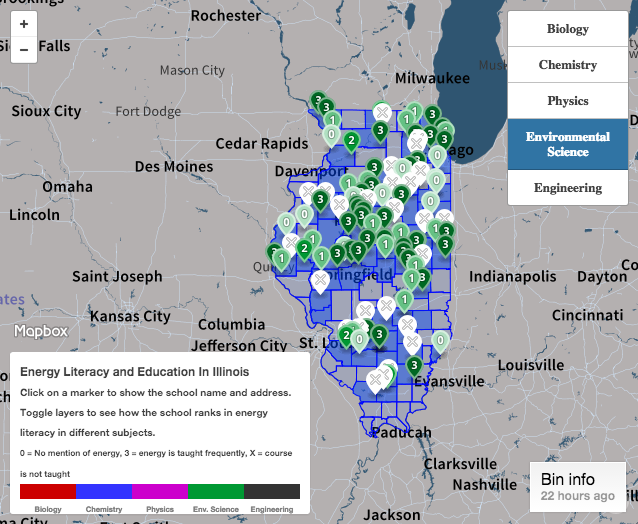 +
−
Rochester
Sioux Falls
Mason City
Milwaukee
Sioux City
Fort Dodge
Cedar Rapids
Des Moines
Davenport
Omaha
Lincoln
Saint Joseph
Springfield
Indianapolis
Dayton
Kansas City
Cincinnati
Columbia
Jefferson City
St. Lo
Louisville
Evansville
Paducah
Clarksville
Nashville
Jackson
ates
Mapbox
Biology
Chemistry
Physics
Environmental
Science
Engineering
Energy Literacy and Education In Illinois
Click on a marker to show the school name and address.
Toggle layers to see how the school ranks in energy
literacy in different subjects.
0 = No mention of energy, 3 = energy is taught frequently, X = course
is not taught
Biology Chemistry Physics Env. Science Engineering
Bin info
22 hours ago